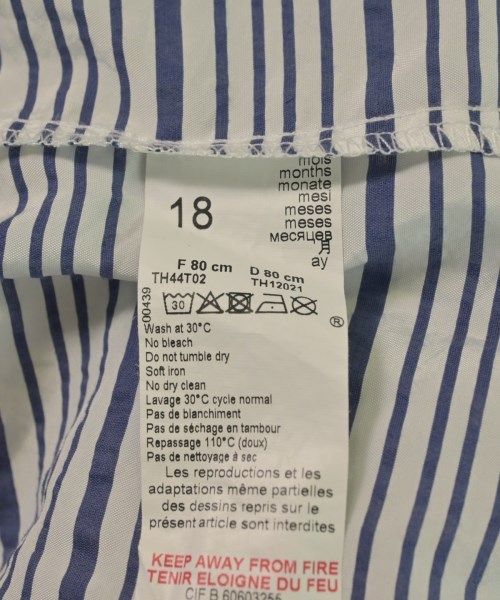 mois
months
monate
mesi
meses
meses
месяцев
月
ay
18
F 80 cm D 80 cm
TH44T02 TH12021
00439
30
®
Wash at 30°C
No bleach
Do not tumble dry
Soft iron
No dry clean
Lavage 30°C cycle normal
Pas de blanchiment
Pas de séchage en tambour
Repassage 110°C (doux)
Pas de nettoyage à sec
Les reproductions et les
adaptations même partielles
des dessins repris sur le
présent article sont interdites
KEEP AWAY FROM FIRE
TENIR ELOIGNE DU FEU
CIF B 60603255